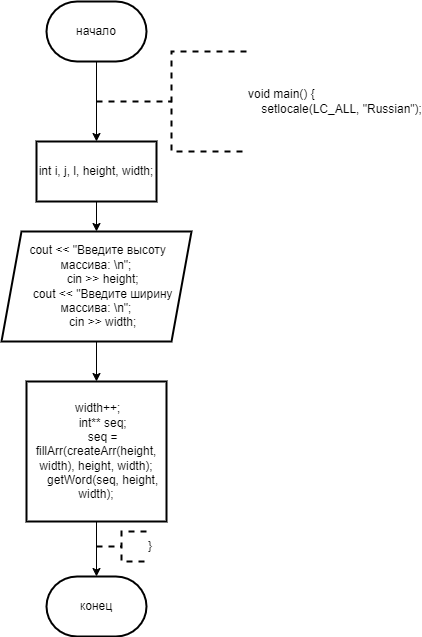 начало
void main() {
setlocale(LC_ALL, "Russian");
int i, j, l, height, width;
cout << "Введите высоту
массива: \n";
cin >> height;
cout << "Введите ширину
массива: \n";
cin >> width;
width++;
int** seq;
seq =
fillArr(createArr(height,
width), height, width);
getWord(seq, height,
width);
}
конец